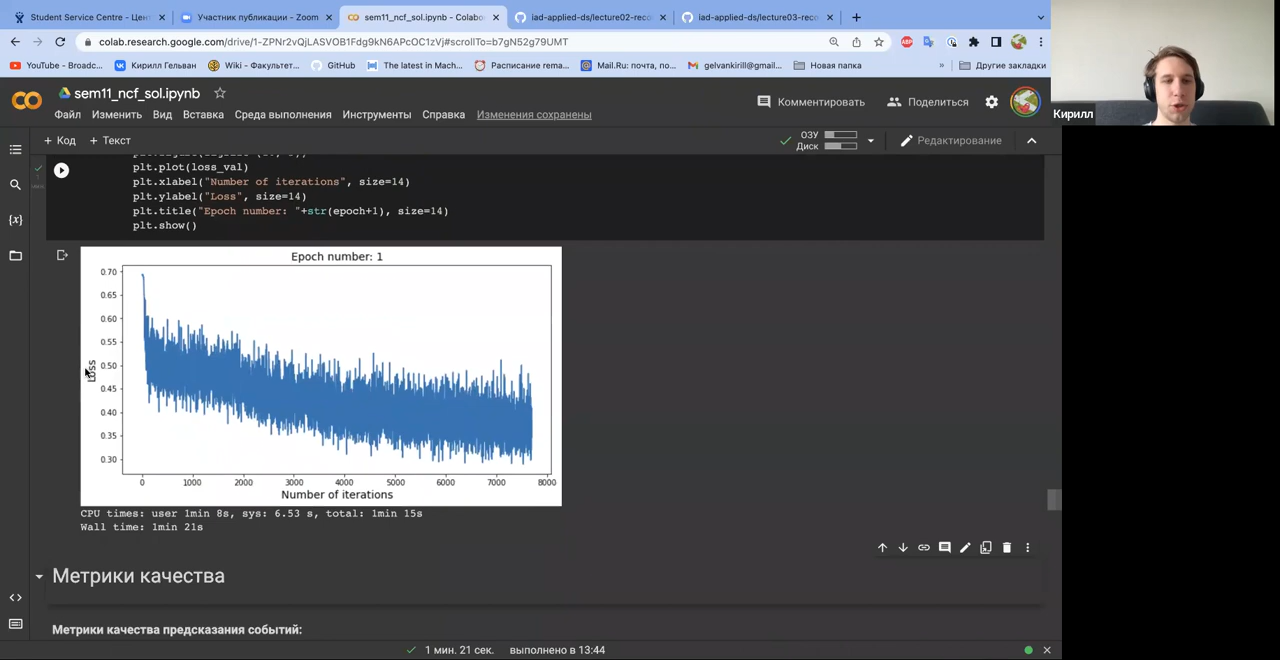 Student Service Centre - Цент
Участник публикации - Zoom
sem11_ncf_sol.ipynb - Colabo
iad-applied-ds/lecture02-reco
iad-applied-ds/lecture03-reco
colab.research.google.com/drive/1-ZPNr2vQjLASVOB1Fdg9kN6APcOC1zVj#scrollTo=b7gN52g79UMT
YouTube - Broadc...
Кирилл Гельван
Wiki - Факультет...
GitHub
The latest in Mach...
Расписание rema...
Mail.Ru: почта, по...
gelvankirill@gmail....
Новая папка
»
Другие закладки
Кирилл
sem11_ncf_sol.ipynb
Файл Изменить Вид Вставка Среда выполнения Инструменты Справка Изменения сохранены
Комментировать
Поделиться
+ Код + Текст
ОЗУ
Диск
Редактирование
plt.plot(loss_val)
plt.xlabel("Number of iterations", size=14)
plt.ylabel("Loss", size=14)
plt.title("Epoch number: "+str(epoch+1), size=14)
plt.show()
Epoch number: 1
0.70
0.65
0.60
0.55
0.50
0.45
0.40
0.35
0.30
Loss
0 1000 2000 3000 4000 5000 6000 7000 8000
Number of iterations
CPU times: user 1min 8s, sys: 6.53 s, total: 1min 15s
Wall time: 1min 21s
Метрики качества
Метрики качества предсказания событий:
1 мин. 21 сек. выполнено в 13:44